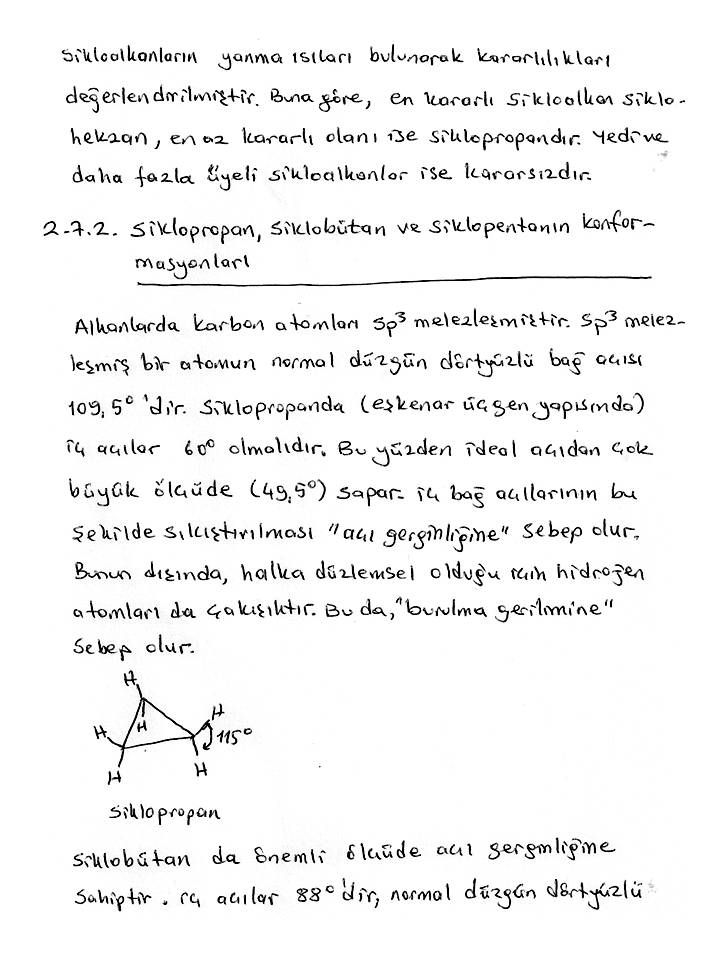 Sikloalkanların yanma ısıları bulunarak kararlılıkları
değerlendirilmiştir. Buna göre, en kararlı sikloalkan siklo-
hekzan, en az kararlı olanı ise siklopropandır. Yedi ve
daha fazla üyeli sikloalkanlar ise kararsızdır.
2-7.2. Siklopropan, Siklobütan ve Siklopentanın Konfor-
masyonları
Alkanlarda karbon atomları sp³ melezleşmiştir. Sp³ melez-
leşmiş bir atomun normal düzgün dörtyüzlü bağ açısı
109,5° 'dir. Siklopropanda (eşkenar üçgen yapısında)
iç açılar 60° olmalıdır. Bu yüzden ideal açıdan çok
büyük ölçüde (49,5°) sapar. iç bağ açılarının bu
şekilde sıkıştırılması "açı gerginliğine" sebep olur.
Bunun dışında, halka düzlemsel olduğu için hidrojen
atomları da çakışıktır. Bu da, "burulma gerilmine"
Sebep olur.
H
H H H 115°
H H
Siklopropan
Siklobütan da önemli ölçüde açı gerginliğine
Sahiptir. iç açılar 88° 'dir, normal düzgün dörtyüzlü